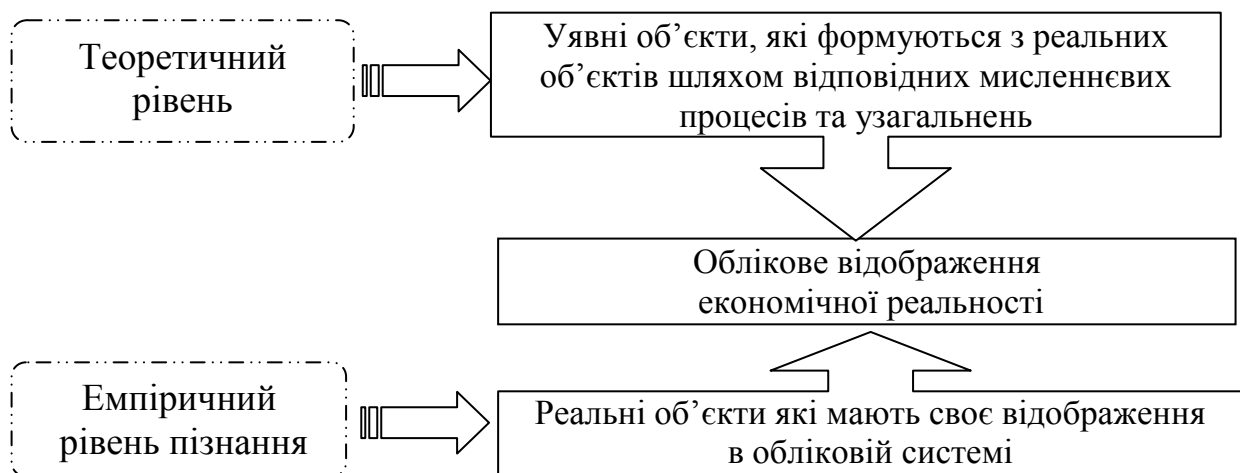 Теоретичний
рівень
Уявні об’єкти, які формуються з реальних
об’єктів шляхом відповідних мисленнєвих
процесів та узагальнень
Облікове відображення
економічної реальності
Емпіричний
рівень пізнання
Реальні об’єкти які мають своє відображення
в обліковій системі